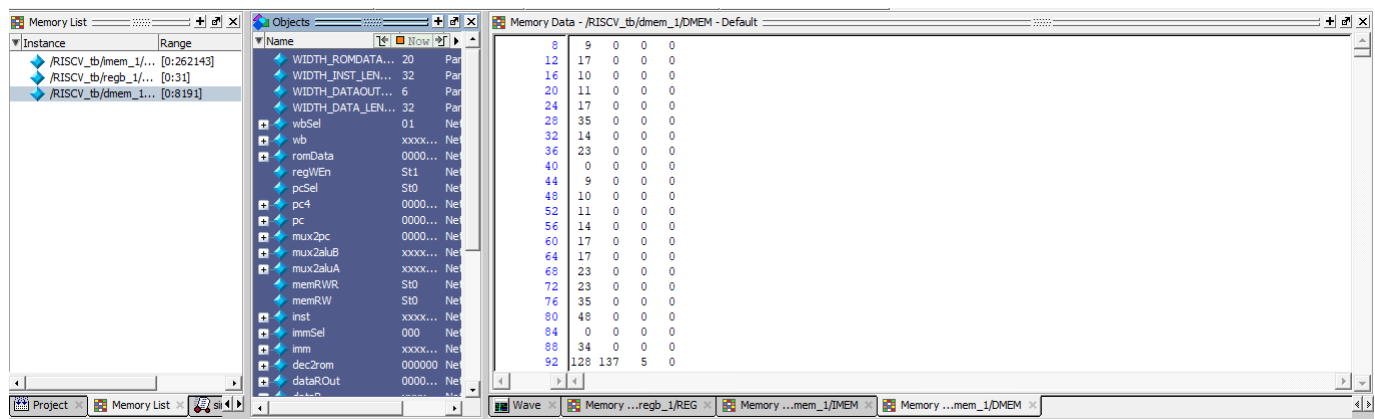 Memory List
Instance Range
/RISCV_tb/imem_1/... [0:262143]
/RISCV_tb/regb_1/... [0:31]
/RISCV_tb/dmem_1... [0:8191]
Project Memory List
Objects
Name Now
WIDTH_ROMDATA... 20 Par
WIDTH_INST_LEN... 32 Par
WIDTH_DATAOUT... 6 Par
WIDTH_DATA_LEN... 32 Par
wbSel 01 Net
wb xxxx... Net
romData 0000... Net
regWEn St1 Net
pcSel St0 Net
pc4 0000... Net
pc 0000... Net
mux2pc 0000... Net
mux2aluB xxxx... Net
mux2aluA xxxx... Net
memRWR St0 Net
memRW St0 Net
inst xxxx... Net
immSel 000 Net
imm xxxx... Net
dec2rom 000000 Net
dataROut 0000... Net
Memory Data - /RISCV_tb/dmem_1/DMEM - Default
8 9 0 0 0
12 17 0 0 0
16 10 0 0 0
20 11 0 0 0
24 17 0 0 0
28 35 0 0 0
32 14 0 0 0
36 23 0 0 0
40 0 0 0 0
44 9 0 0 0
48 10 0 0 0
52 11 0 0 0
56 14 0 0 0
60 17 0 0 0
64 17 0 0 0
68 23 0 0 0
72 23 0 0 0
76 35 0 0 0
80 48 0 0 0
84 0 0 0 0
88 34 0 0 0
92 128 137 5 0
Wave Memory ...regb_1/REG Memory ...mem_1/IMEM Memory ...mem_1/DMEM